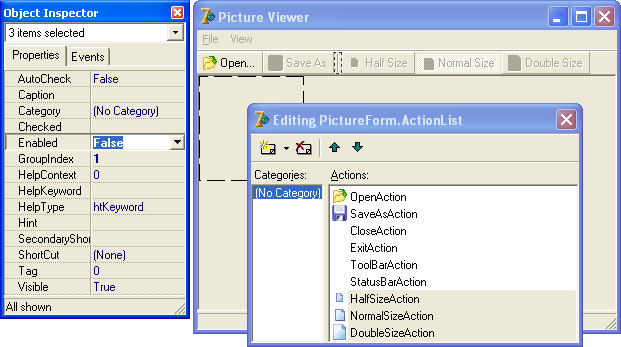 Object Inspector
3 items selected
Properties
Events
AutoCheck False
Caption
Category (No Category)
Checked
Enabled False
GroupIndex 1
HelpContext 0
HelpKeyword
HelpType htKeyword
Hint
SecondaryShor
ShortCut (None)
Tag 0
Visible True
All shown
Picture Viewer
File View
Open... Save As Half Size Normal Size Double Size
Editing PictureForm.ActionList
Categories:
(No Category)
Actions:
OpenAction
SaveAsAction
CloseAction
ExitAction
ToolBarAction
StatusBarAction
HalfSizeAction
NormalSizeAction
DoubleSizeAction